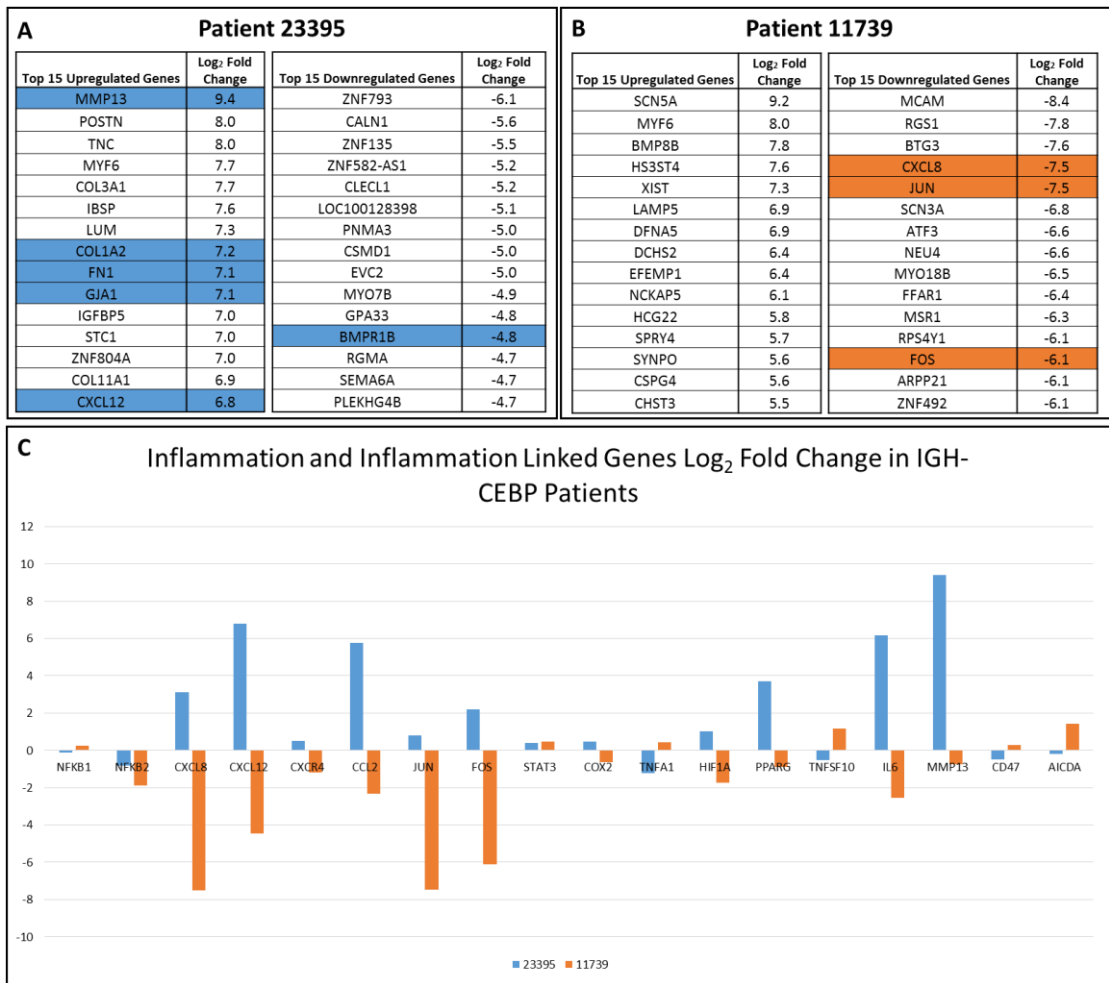 A
Patient 23395
Top 15 Upregulated Genes Log₂ Fold Change Top 15 Downregulated Genes Log₂ Fold Change
MMP13 9.4 ZNF793 -6.1
POSTN 8.0 CALN1 -5.6
TNC 8.0 ZNF135 -5.5
MYF6 7.7 ZNF582-AS1 -5.2
COL3A1 7.7 CLECL1 -5.2
IBSP 7.6 LOC100128398 -5.1
LUM 7.3 PNMA3 -5.0
COL1A2 7.2 CSMD1 -5.0
FN1 7.1 EVC2 -5.0
GJA1 7.1 MYO7B -4.9
IGFBP5 7.0 GPA33 -4.8
STC1 7.0 BMPR1B -4.8
ZNF804A 7.0 RGMA -4.7
COL11A1 6.9 SEMA6A -4.7
CXCL12 6.8 PLEKHG4B -4.7
B
Patient 11739
Top 15 Upregulated Genes Log₂ Fold Change Top 15 Downregulated Genes Log₂ Fold Change
SCN5A 9.2 MCAM -8.4
MYF6 8.0 RGS1 -7.8
BMP8B 7.8 BTG3 -7.6
HS3ST4 7.6 CXCL8 -7.5
XIST 7.3 JUN -7.5
LAMP5 6.9 SCN3A -6.8
DFNA5 6.9 ATF3 -6.6
DCHS2 6.4 NEU4 -6.6
EFEMP1 6.4 MYO18B -6.5
NCKAP5 6.1 FFAR1 -6.4
HCG22 5.8 MSR1 -6.3
SPRY4 5.7 RPS4Y1 -6.1
SYNPO 5.6 FOS -6.1
CSPG4 5.6 ARPP21 -6.1
CHST3 5.5 ZNF492 -6.1
C
Inflammation and Inflammation Linked Genes Log₂ Fold Change in IGH-
CEBP Patients
12
10
8
6
4
2
0
NFKB1 NFKB2 CXCL8 CXCL12 CXCR4 CCL2 JUN FOS STAT3 COX2 TNFA1 HIF1A PPARG TNFSF10 IL6 MMP13 CD47 AICDA
-2
-4
-6
-8
-10
23395 11739